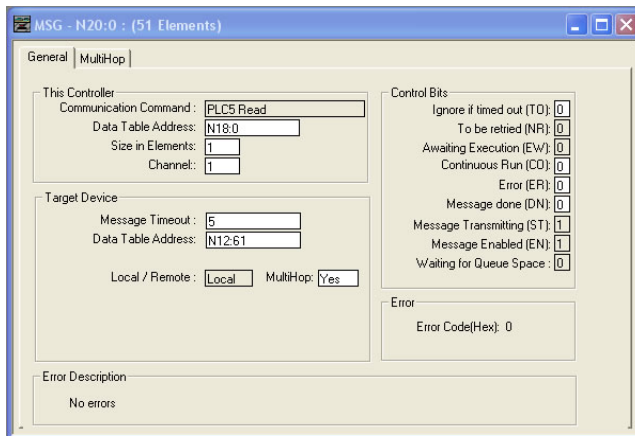 MSG - N20:0 : (51 Elements)
General MultiHop
This Controller
Communication Command : PLC5 Read
Data Table Address: N18:0
Size in Elements: 1
Channel:: 1
Target Device
Message Timeout : 5
Data Table Address: N12:61
Local / Remote : Local MultiHop: Yes
Control Bits
Ignore if timed out (TO): 0
To be retried (NR): 0
Awaiting Execution (EW): 0
Continuous Run (CO): 0
Error (ER): 0
Message done (DN): 0
Message Transmitting (ST): 1
Message Enabled (EN): 1
Waiting for Queue Space : 0
Error
Error Code(Hex): 0
Error Description
No errors